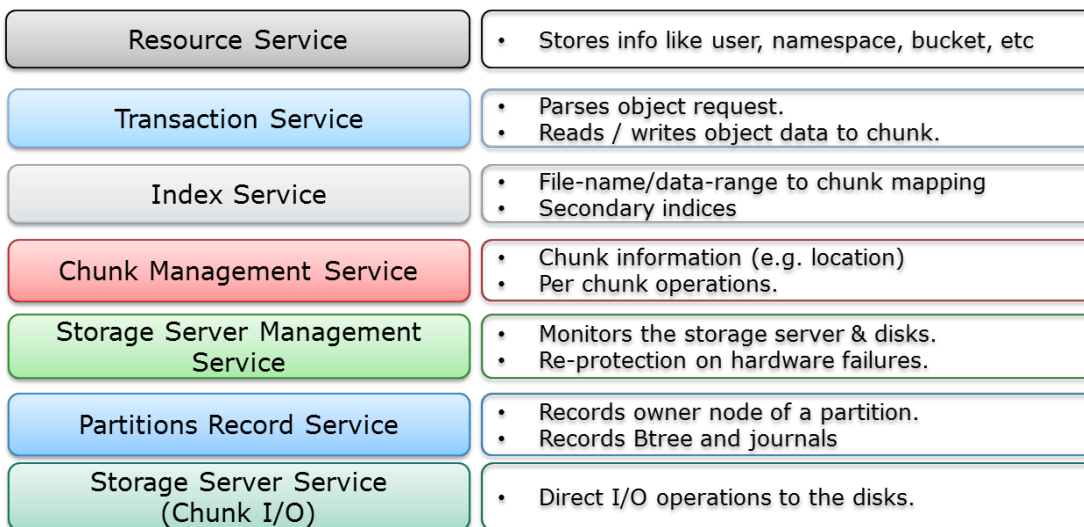 Resource Service
• Stores info like user, namespace, bucket, etc
Transaction Service
• Parses object request.
• Reads / writes object data to chunk.
Index Service
• File-name/data-range to chunk mapping
• Secondary indices
Chunk Management Service
• Chunk information (e.g. location)
• Per chunk operations.
Storage Server Management
Service
• Monitors the storage server & disks.
• Re-protection on hardware failures.
Partitions Record Service
• Records owner node of a partition.
• Records Btree and journals
Storage Server Service
(Chunk I/O)
• Direct I/O operations to the disks.